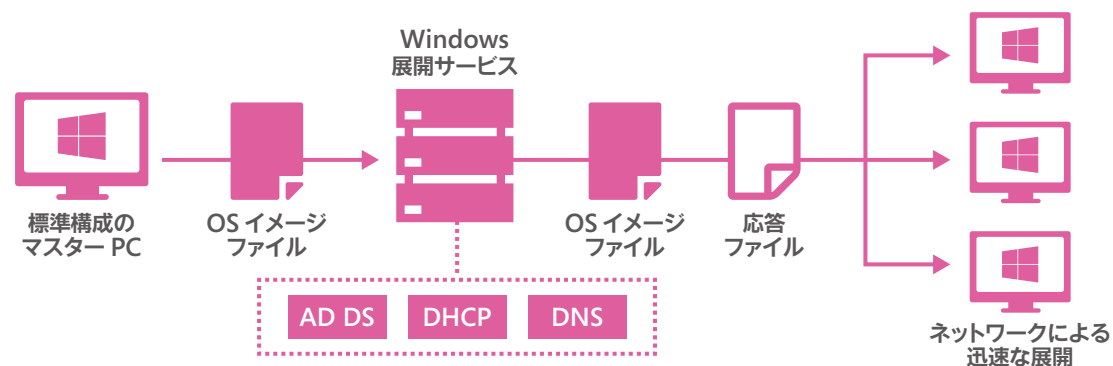 Windows
展開サービス
標準構成の
マスター PC
OS イメージ
ファイル
OS イメージ
ファイル
応答
ファイル
AD DS
DHCP
DNS
ネットワークによる
迅速な展開